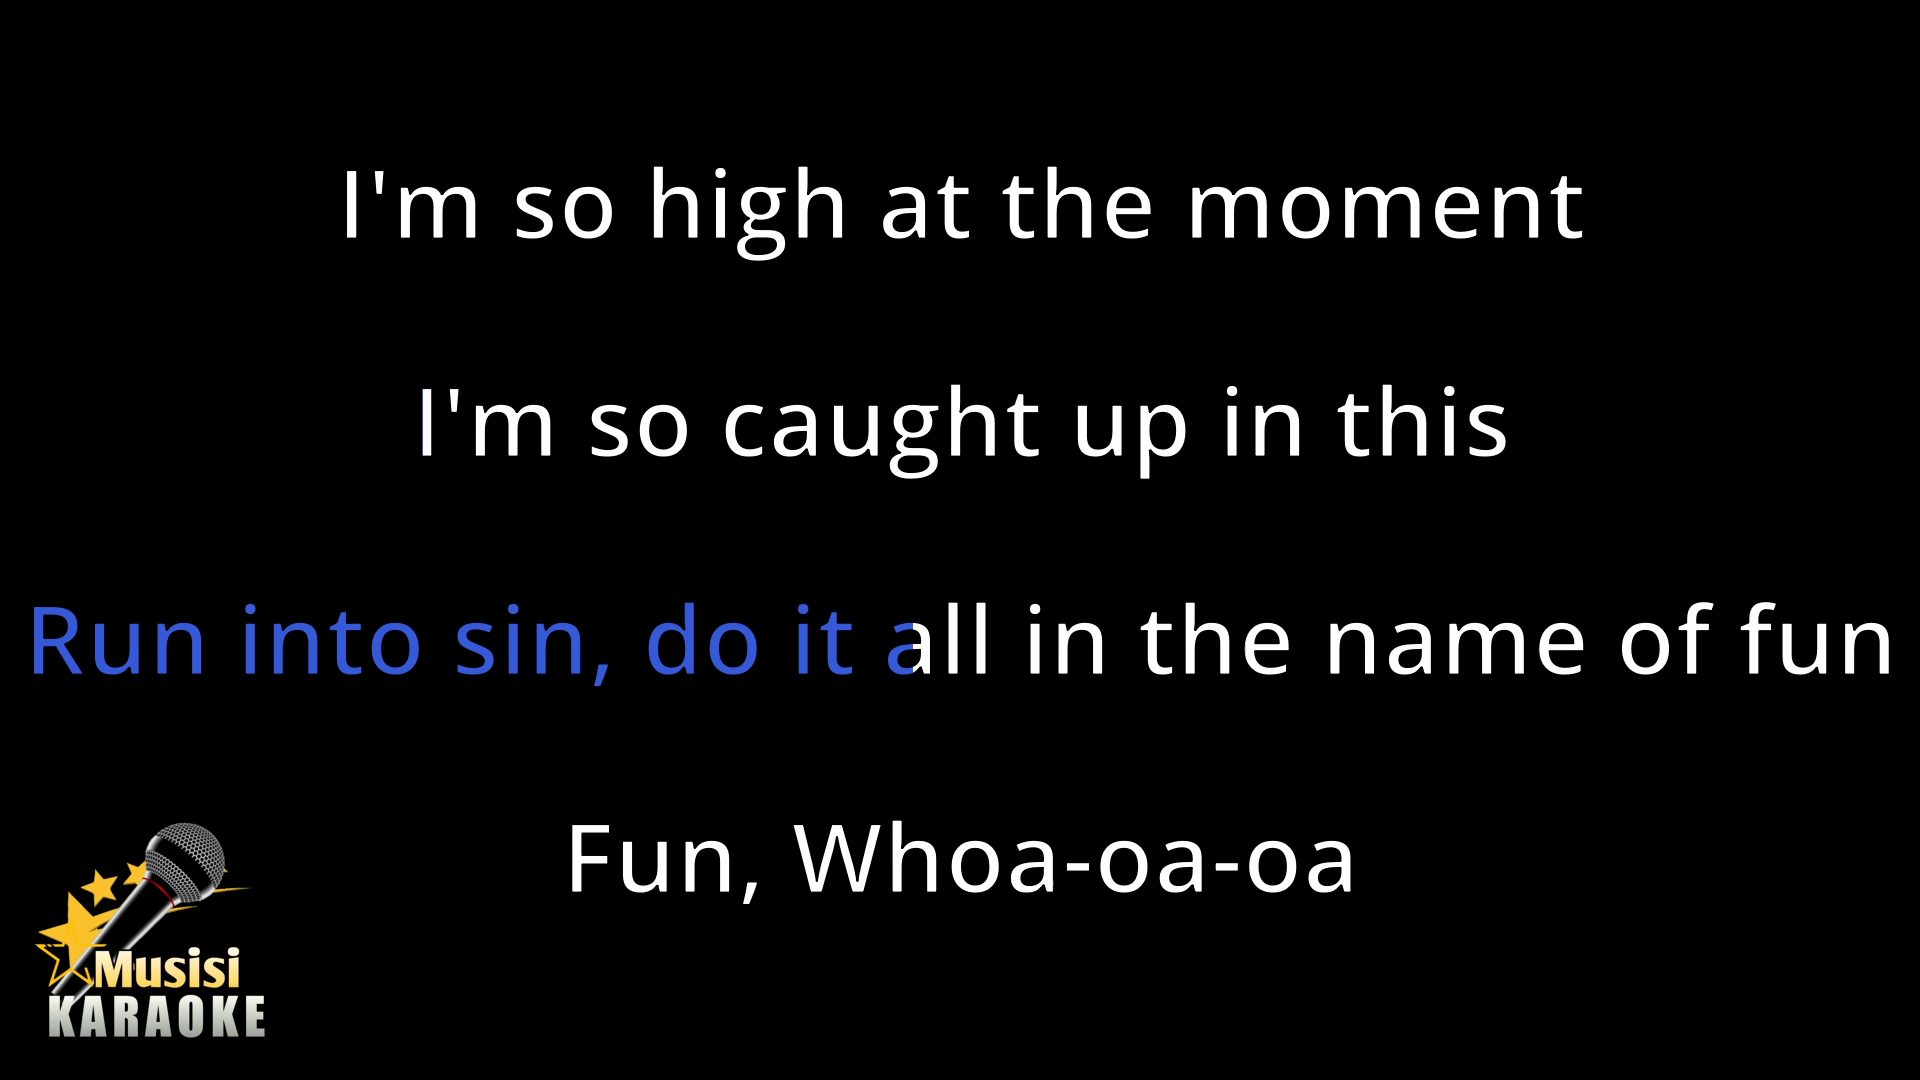 I'm so high at the moment
I'm so caught up in this
Run into sin, do it all in the name of fun
Fun, Whoa-oa-oa
Musisi
KARAOKE